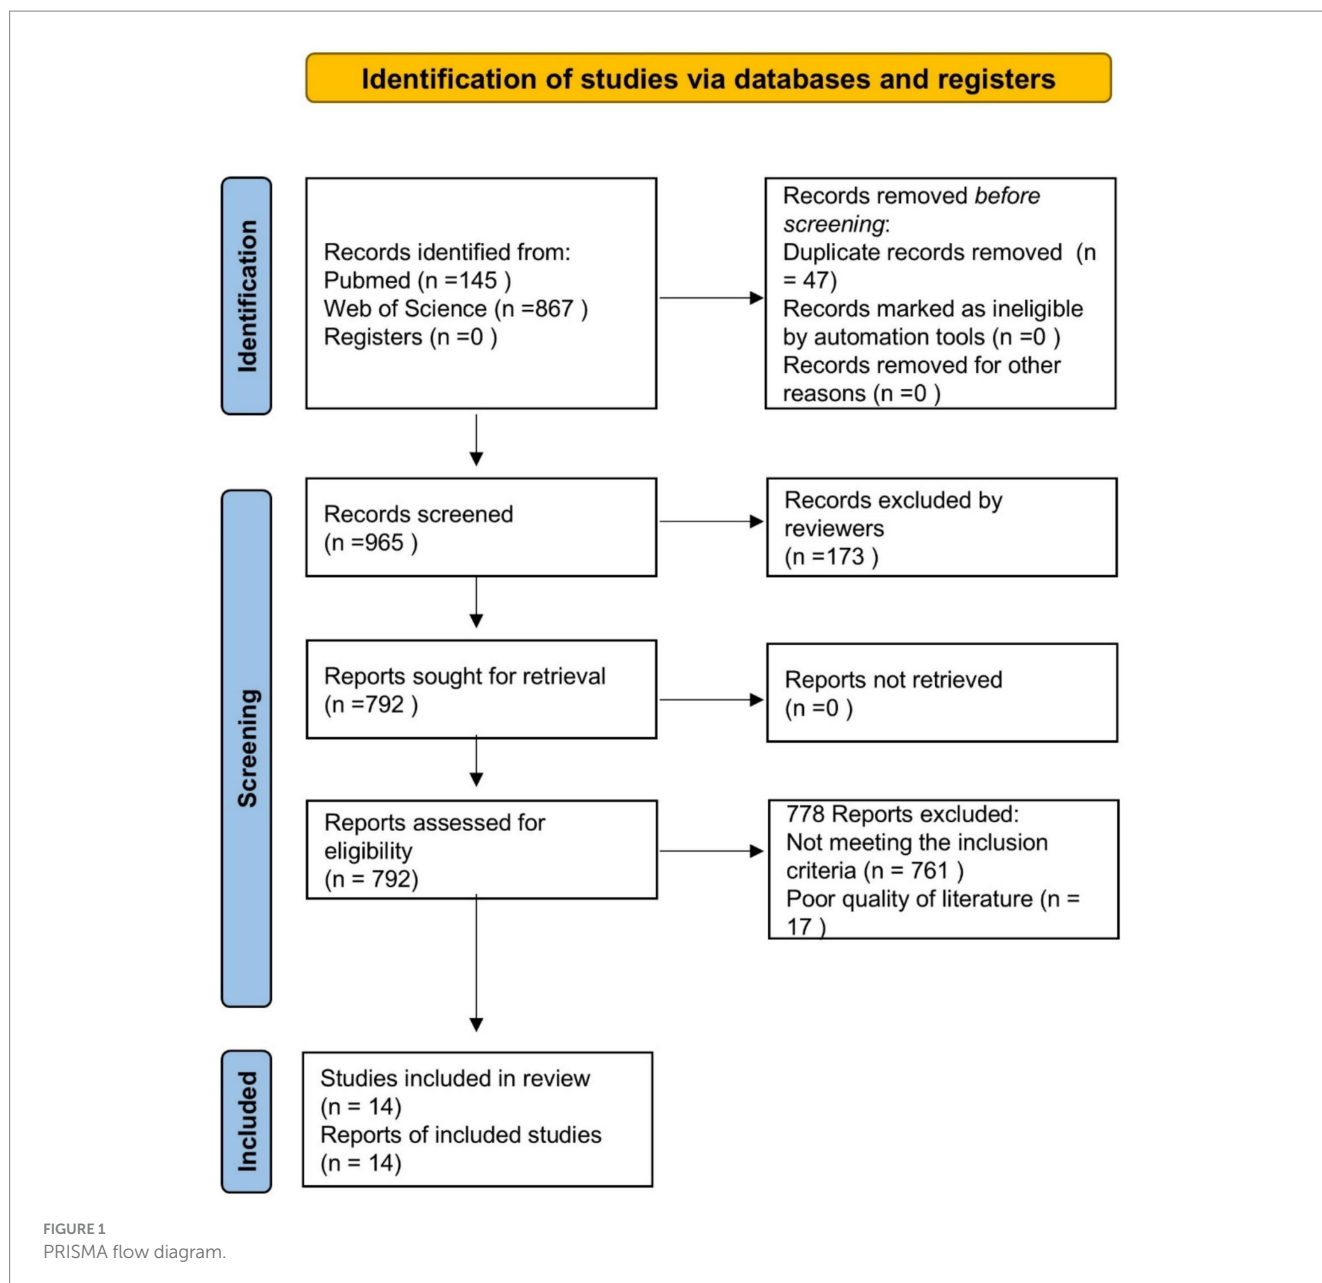 Identification of studies via databases and registers
Identification
Records identified from:
Pubmed (n =145 )
Web of Science (n =867 )
Registers (n =0 )
Records removed before
screening:
Duplicate records removed  (n
= 47)
Records marked as ineligible
by automation tools (n =0 )
Records removed for other
reasons (n =0 )
Screening
Records screened
(n =965 )
Records excluded by
reviewers
(n =173 )
Reports sought for retrieval
(n =792 )
Reports not retrieved
(n =0 )
Reports assessed for
eligibility
(n = 792)
778 Reports excluded:
Not meeting the inclusion
criteria (n = 761 )
Poor quality of literature (n =
17 )
Included
Studies included in review
(n = 14)
Reports of included studies
(n = 14)
FIGURE 1
PRISMA flow diagram.